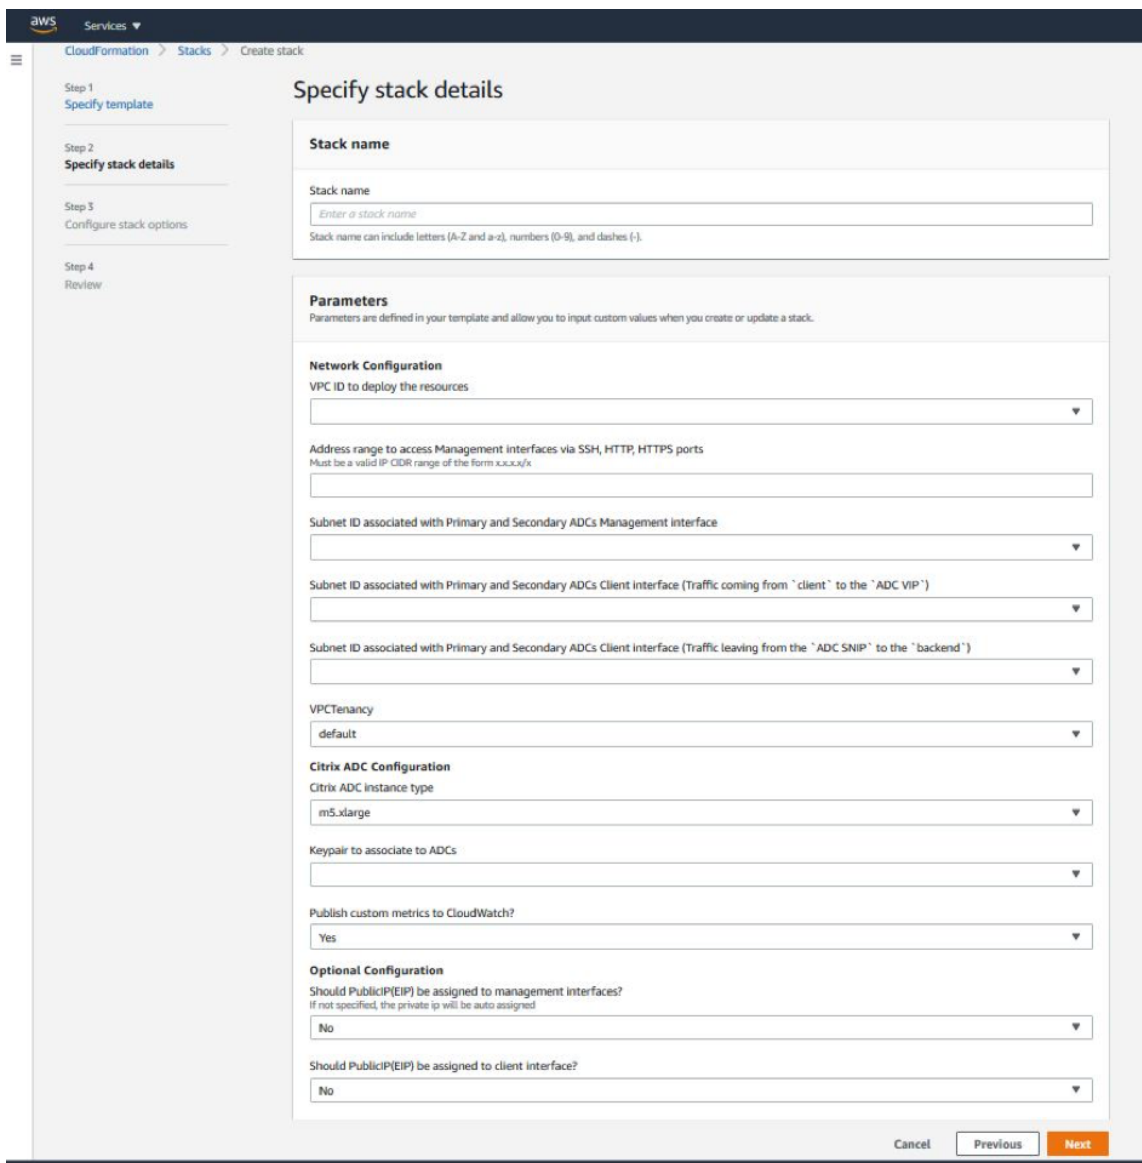 aws
Services ▼
CloudFormation > Stacks > Create stack
Step 1
Specify template
Step 2
Specify stack details
Step 3
Configure stack options
Step 4
Review
Specify stack details
Stack name
Stack name
Enter a stack name
Stack name can include letters (A-Z and a-z), numbers (0-9), and dashes (-).
Parameters
Parameters are defined in your template and allow you to input custom values when you create or update a stack.
Network Configuration
VPC ID to deploy the resources
Address range to access Management interfaces via SSH, HTTP, HTTPS ports
Must be a valid IP CIDR range of the form x.x.x.x/x
Subnet ID associated with Primary and Secondary ADCs Management interface
Subnet ID associated with Primary and Secondary ADCs Client interface (Traffic coming from `client` to the `ADC VIP`)
Subnet ID associated with Primary and Secondary ADCs Client interface (Traffic leaving from the `ADC SNIP` to the `backend`)
VPCTenancy
default
Citrix ADC Configuration
Citrix ADC instance type
m5.xlarge
Keypair to associate to ADCs
Publish custom metrics to CloudWatch?
Yes
Optional Configuration
Should PublicIP(EIP) be assigned to management interfaces?
If not specified, the private ip will be auto assigned
No
Should PublicIP(EIP) be assigned to client interface?
No
Cancel
Previous
Next